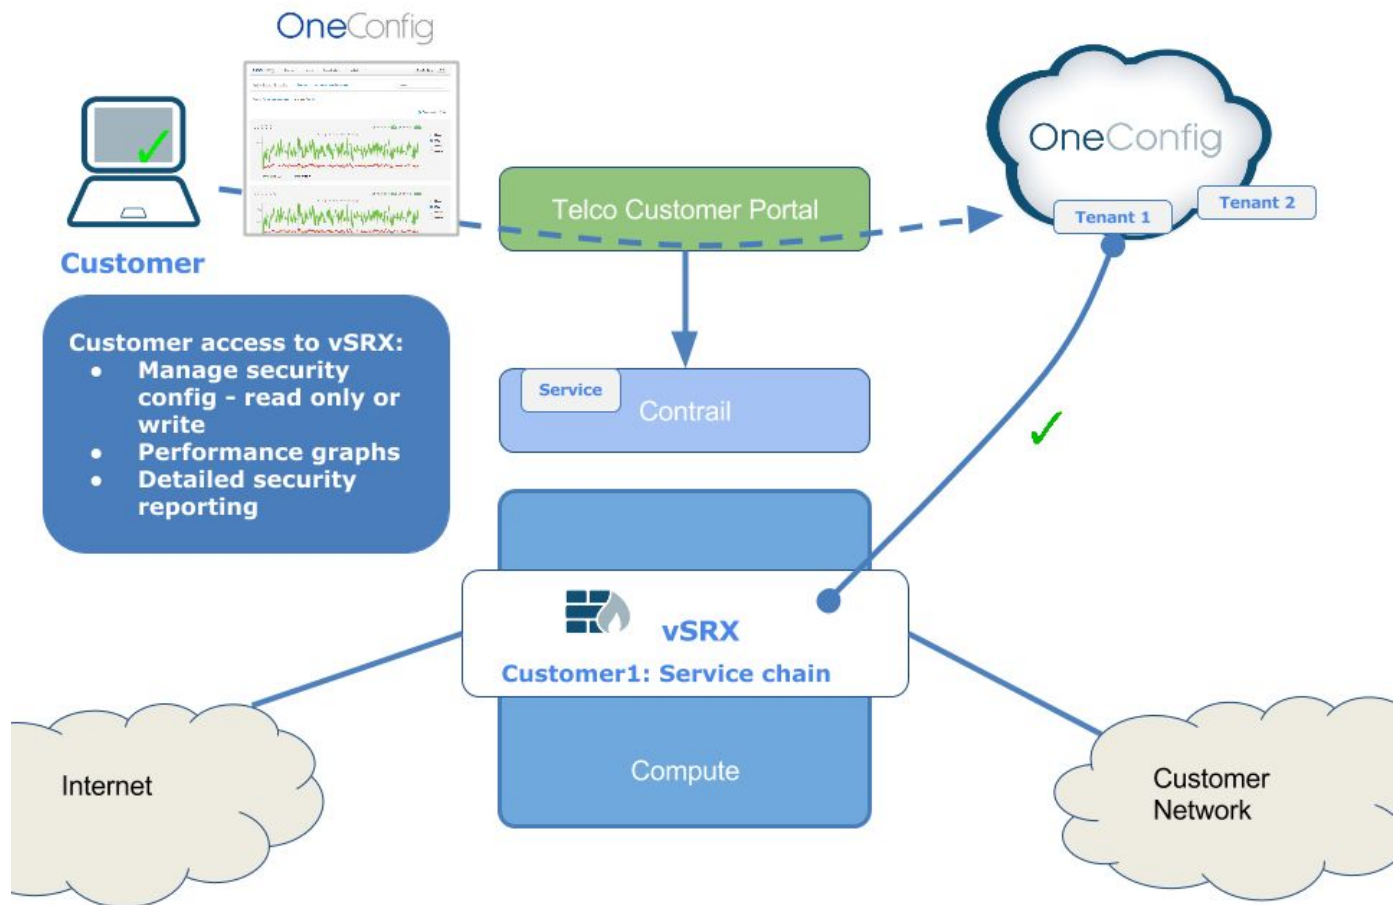 OneConfig
OneConfig
Telco Customer Portal
Tenant 1
Tenant 2
Customer
Customer access to vSRX:
● Manage security
config - read only or
write
● Performance graphs
● Detailed security
reporting
Service
Contrail
vSRX
Customer1: Service chain
Compute
Internet
Customer
Network